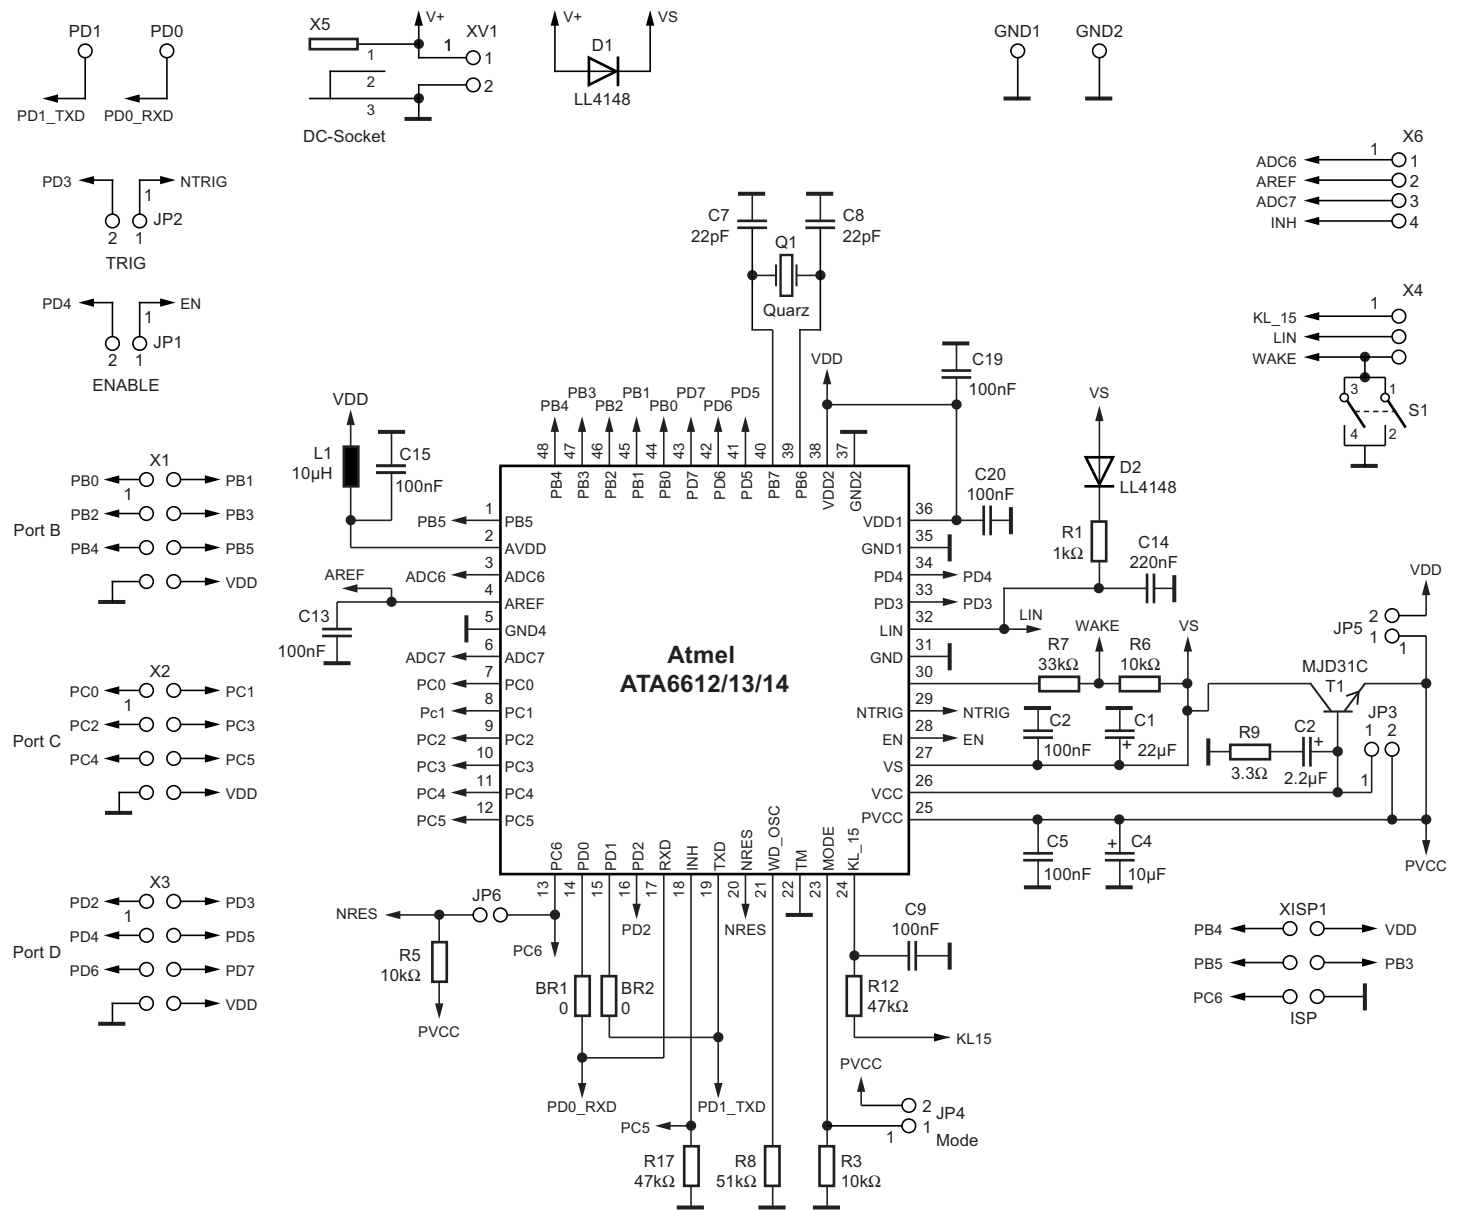 PD1 PD0
PD1_TXD PD0_RXD
X5 V+ XV1
1 1 1
2 2
3
DC-Socket
V+ VS
D1
LL4148
GND1 GND2
X6
1
ADC6 1
AREF 2
ADC7 3
INH 4
PD3 NTRIG
1
JP2
2 1
TRIG
PD4 EN
1
JP1
2 1
ENABLE
X4
1
KL_15
LIN
WAKE
3 1
S1
4 2
C7 C8
22pF 22pF
Q1
Quarz
VDD
C19
100nF
VDD
L1
10µH
C15
100nF
PB4 PB3 PB2 PB1 PB0 PD7 PD6 PD5
48 47 46 45 44 43 42 41 40 39 38 37
PB4 PB3 PB2 PB1 PB0 PD7 PD6 PD5 PB7 PB6 VDD2 GND2
VS
D2
LL4148
R1
1kΩ
C14
220nF
C20
100nF
X1
PB0 PB1
1
Port B
PB2 PB3
PB4 PB5
VDD
X2
PC0 PC1
1
Port C
PC2 PC3
PC4 PC5
VDD
X3
PD2 PD3
1
Port D
PD4 PD5
PD6 PD7
VDD
PB5 1 PB5
2 AVDD
ADC6 3 ADC6
AREF
4 AREF
C13
100nF
5 GND4
ADC7 6 ADC7
PC0 7 PC0
Pc1 8 PC1
PC2 9 PC2
PC3 10 PC3
PC4 11 PC4
PC5 12 PC5
Atmel
ATA6612/13/14
VDD1 36
GND1 35
PD4 34 PD4
PD3 33 PD3
LIN 32 LIN
GND 31
30
NTRIG 29 NTRIG
EN 28 EN
VS 27
VCC 26
PVCC 25
WAKE VS
R7
33kΩ
R6
10kΩ
C2
100nF
C1
+ 22µF
VDD
2
JP5
1
1
MJD31C
T1
JP3
1 2
R9
3.3Ω
C2
+
2.2µF
1
PVCC
C5
100nF
C4
+
10µF
PC6 PD0 PD1 PD2 RXD INH TXD NRES WD_OSC TM MODE KL_15
13 14 15 16 17 18 19 20 21 22 23 24
NRES
JP6
PC6
R5
10kΩ
PVCC
PD2
NRES
BR1
0
BR2
0
PD0_RXD PD1_TXD
C9
100nF
R12
47kΩ
KL15
PVCC
2
JP4
1
1
Mode
PC5
R17
47kΩ
R8
51kΩ
R3
10kΩ
XISP1
PB4 VDD
PB5 PB3
PC6
ISP